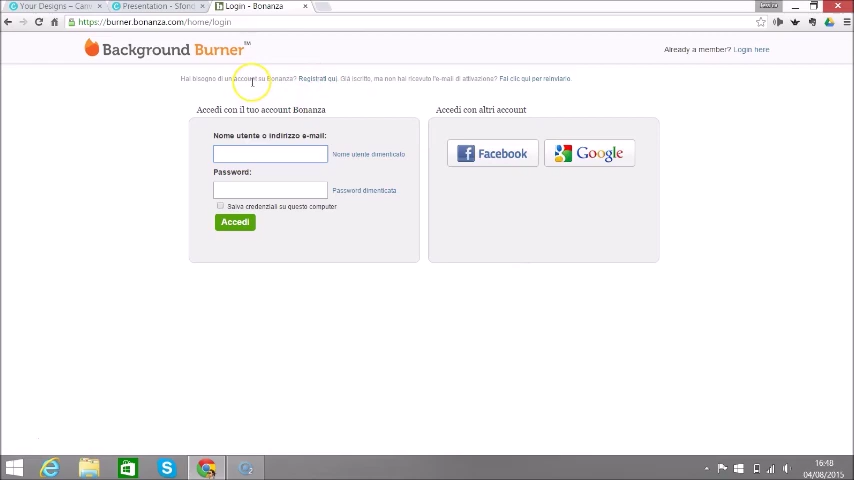 Your Designs – Can
Presentation - Sfond
Login - Bonanza
https://burner.bonanza.com/home/login
Background Burner™
Already a member? Login here
Hai bisogno di un account su Bonanza? Registrati qui. Già iscritto, ma non hai ricevuto l'e-mail di attivazione? Fai clic qui per reinviarlo.
Accedi con il tuo account Bonanza
Accedi con altri account
Nome utente o indirizzo e-mail:
Nome utente dimenticato
Facebook
Google
Password:
Password dimenticata
Salva credenziali su questo computer
Accedi
16:48
04/08/2015